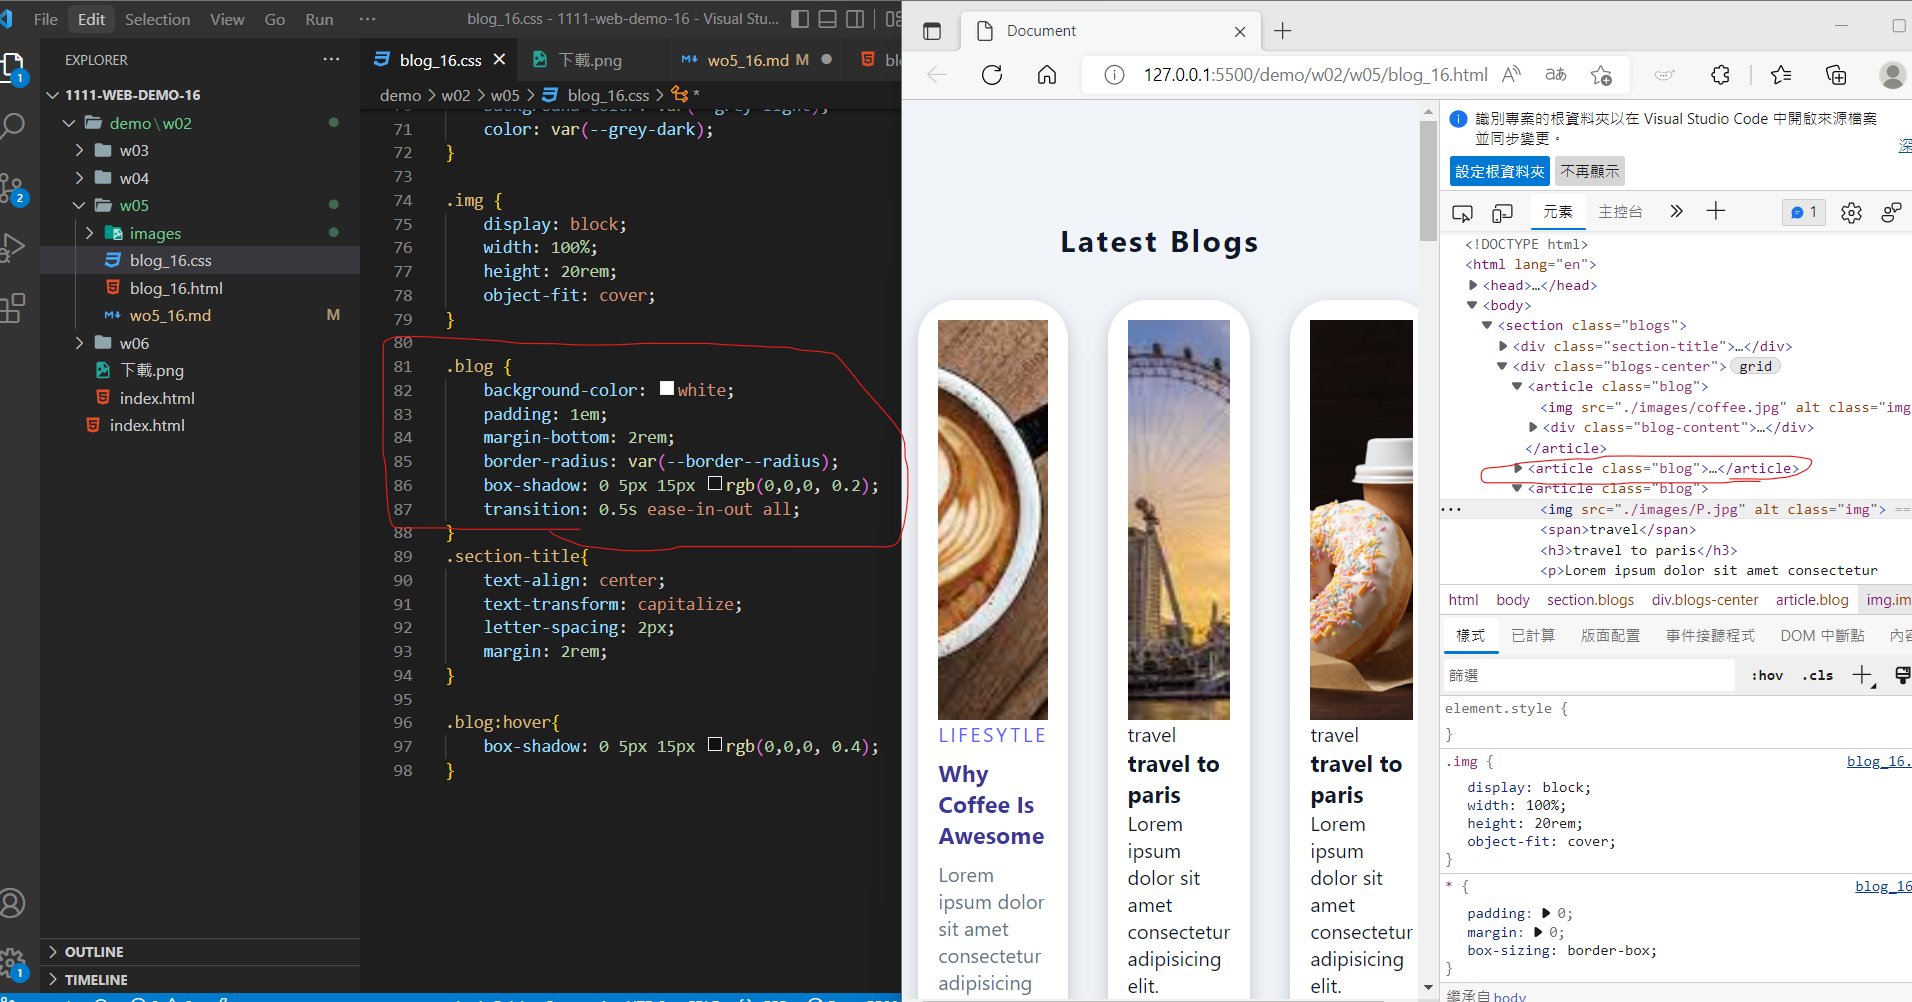 File Edit Selection View Go Run ··· blog_16.css - 1111-web-demo-16 - Visual Stu...
EXPLORER ···
1111-WEB-DEMO-16
demo \ w02
w03
w04
w05
images
blog_16.css
blog_16.html
wo5_16.md M
w06
下載.png
index.html
index.html
OUTLINE
TIMELINE
1
2
1
blog_16.css
下載.png
wo5_16.md M
demo > w02 > w05 > blog_16.css > *
71 color: var(--grey-dark);
72 }
73
74 .img {
75 display: block;
76 width: 100%;
77 height: 20rem;
78 object-fit: cover;
79 }
80
81 .blog {
82 background-color: white;
83 padding: 1em;
84 margin-bottom: 2rem;
85 border-radius: var(--border--radius);
86 box-shadow: 0 5px 15px rgb(0,0,0, 0.2);
87 transition: 0.5s ease-in-out all;
88 }
89 .section-title{
90 text-align: center;
91 text-transform: capitalize;
92 letter-spacing: 2px;
93 margin: 2rem;
94 }
95
96 .blog:hover{
97 box-shadow: 0 5px 15px rgb(0,0,0, 0.4);
98 }
Document
127.0.0.1:5500/demo/w02/w05/blog_16.html
Latest Blogs
LIFESYTLE
Why
Coffee Is
Awesome
Lorem
ipsum dolor
sit amet
consectetur
adipisicing
travel
travel to
paris
Lorem
ipsum
dolor sit
amet
consectetur
adipisicing
elit.
travel
travel to
paris
Lorem
ipsum
dolor sit
amet
consectetur
adipisicing
elit.
識別專案的根資料夾以在 Visual Studio Code 中開啟來源檔案
並同步變更。
設定根資料夾 不再顯示
元素 主控台 1
<!DOCTYPE html>
<html lang="en">
<head>…</head>
<body>
<section class="blogs">
<div class="section-title">…</div>
<div class="blogs-center"> grid
<article class="blog">
<img src="./images/coffee.jpg" alt class="img
<div class="blog-content">…</div>
</article>
<article class="blog">…</article>
<article class="blog">
··· <img src="./images/P.jpg" alt class="img"> ==
<span>travel</span>
<h3>travel to paris</h3>
<p>Lorem ipsum dolor sit amet consectetur
html body section.blogs div.blogs-center article.blog img.im
樣式 已計算 版面配置 事件接聽程式 DOM 中斷點 內容
篩選 :hov .cls
element.style {
}
.img { blog_16.
display: block;
width: 100%;
height: 20rem;
object-fit: cover;
}
* { blog_16
padding: 0;
margin: 0;
box-sizing: border-box;
}
繼承自 body